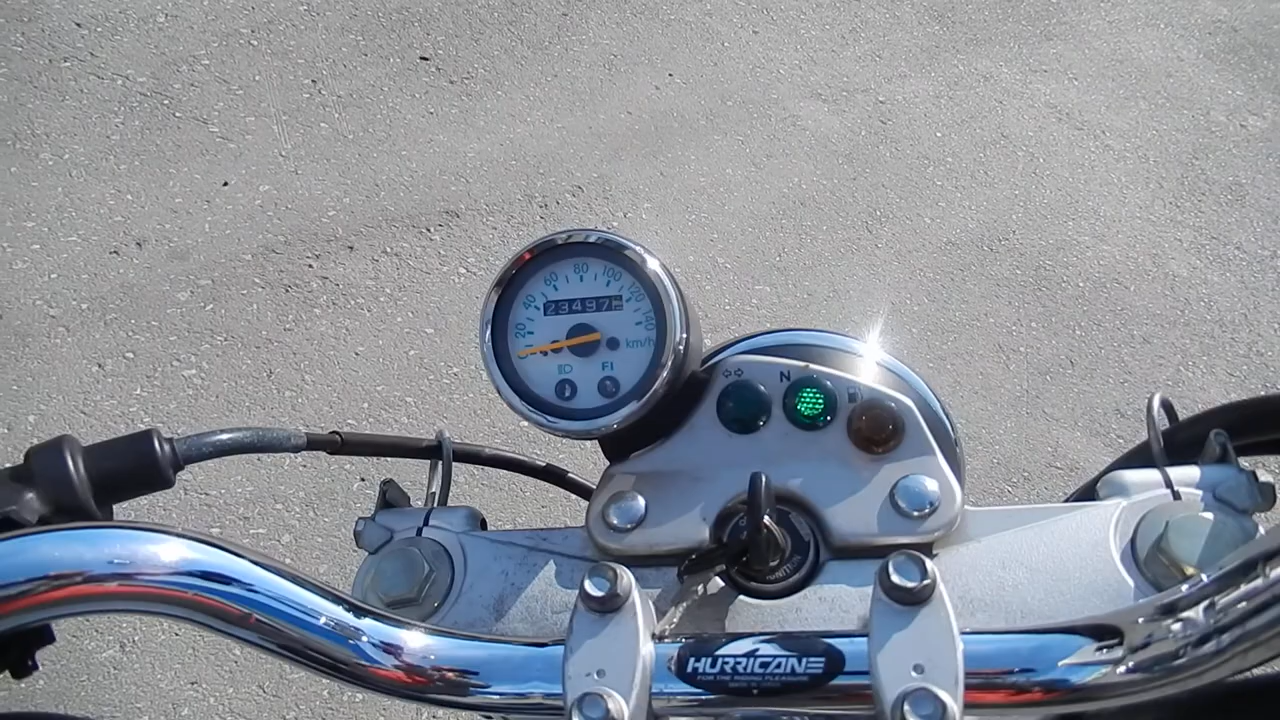 80
60 100
40 120
20 140
23497
km/h
FI
N
HURRICANE
FOR THE RIDING PLEASURE